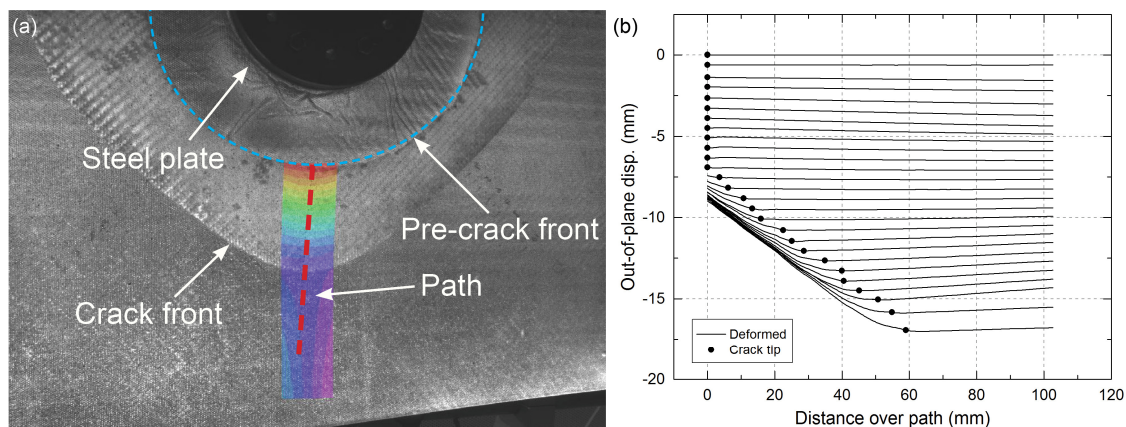 (a)
Steel plate
Pre-crack front
Path
Crack front
(b)
Out-of-plane disp. (mm)
0
-5
-10
-15
-20
Deformed
Crack tip
0 20 40 60 80 100 120
Distance over path (mm)